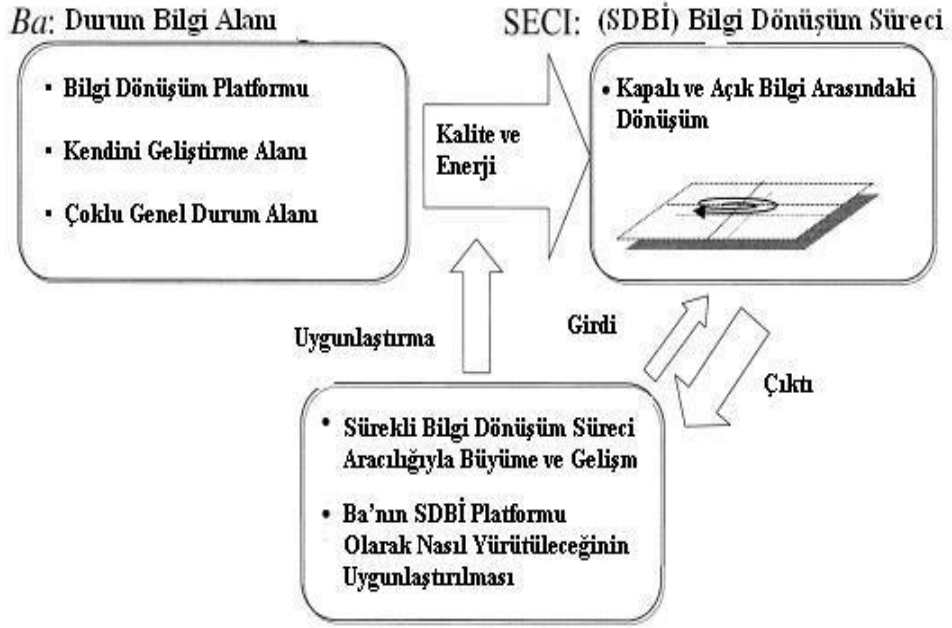 Ba: Durum Bilgi Alanı
SECI: (SDBİ) Bilgi Dönüşüm Süreci
▪ Bilgi Dönüşüm Platformu
▪ Kendini Geliştirme Alanı
▪ Çoklu Genel Durum Alanı
Kalite ve
Enerji
• Kapalı ve Açık Bilgi Arasındaki
Dönüşüm
Uygunlaştırma
Girdi
Çıktı
• Sürekli Bilgi Dönüşüm Süreci
Aracılığıyla Büyüme ve Gelişm
• Ba’nın SDBİ Platformu
Olarak Nasıl Yürütüleceğinin
Uygunlaştırılması